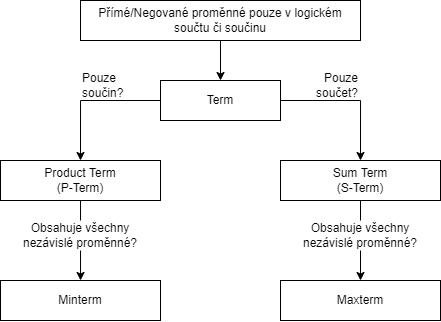 Přímé/Negované proměnné pouze v logickém
součtu či součinu
Pouze
součin?
Term
Pouze
součet?
Product Term
(P-Term)
Sum Term
(S-Term)
Obsahuje všechny
nezávislé proměnné?
Obsahuje všechny
nezávislé proměnné?
Minterm
Maxterm